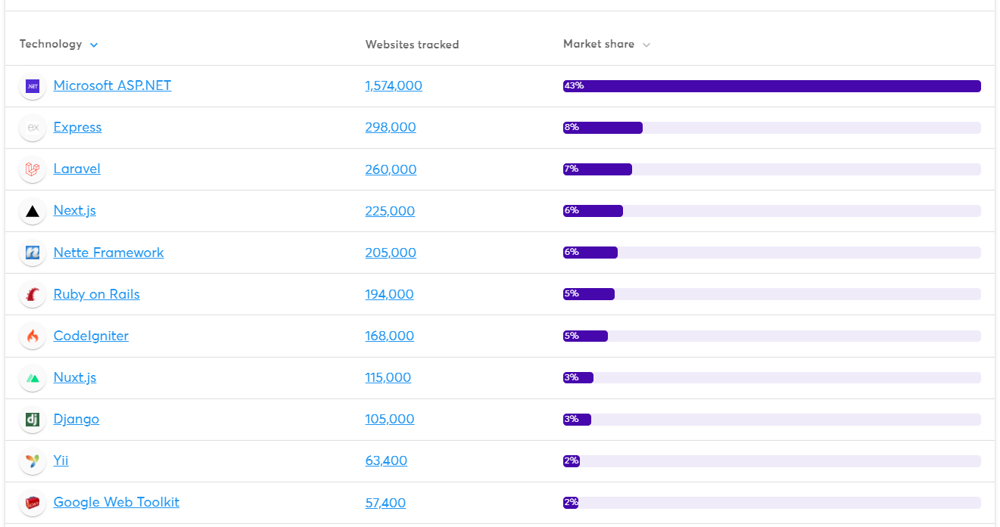 Technology Websites tracked Market share
.NET Microsoft ASP.NET 1,574,000 43%
ex Express 298,000 8%
Laravel 260,000 7%
Next.js 225,000 6%
Nette Framework 205,000 6%
Ruby on Rails 194,000 5%
CodeIgniter 168,000 5%
Nuxt.js 115,000 3%
dj Django 105,000 3%
Yii 63,400 2%
Google Web Toolkit 57,400 2%